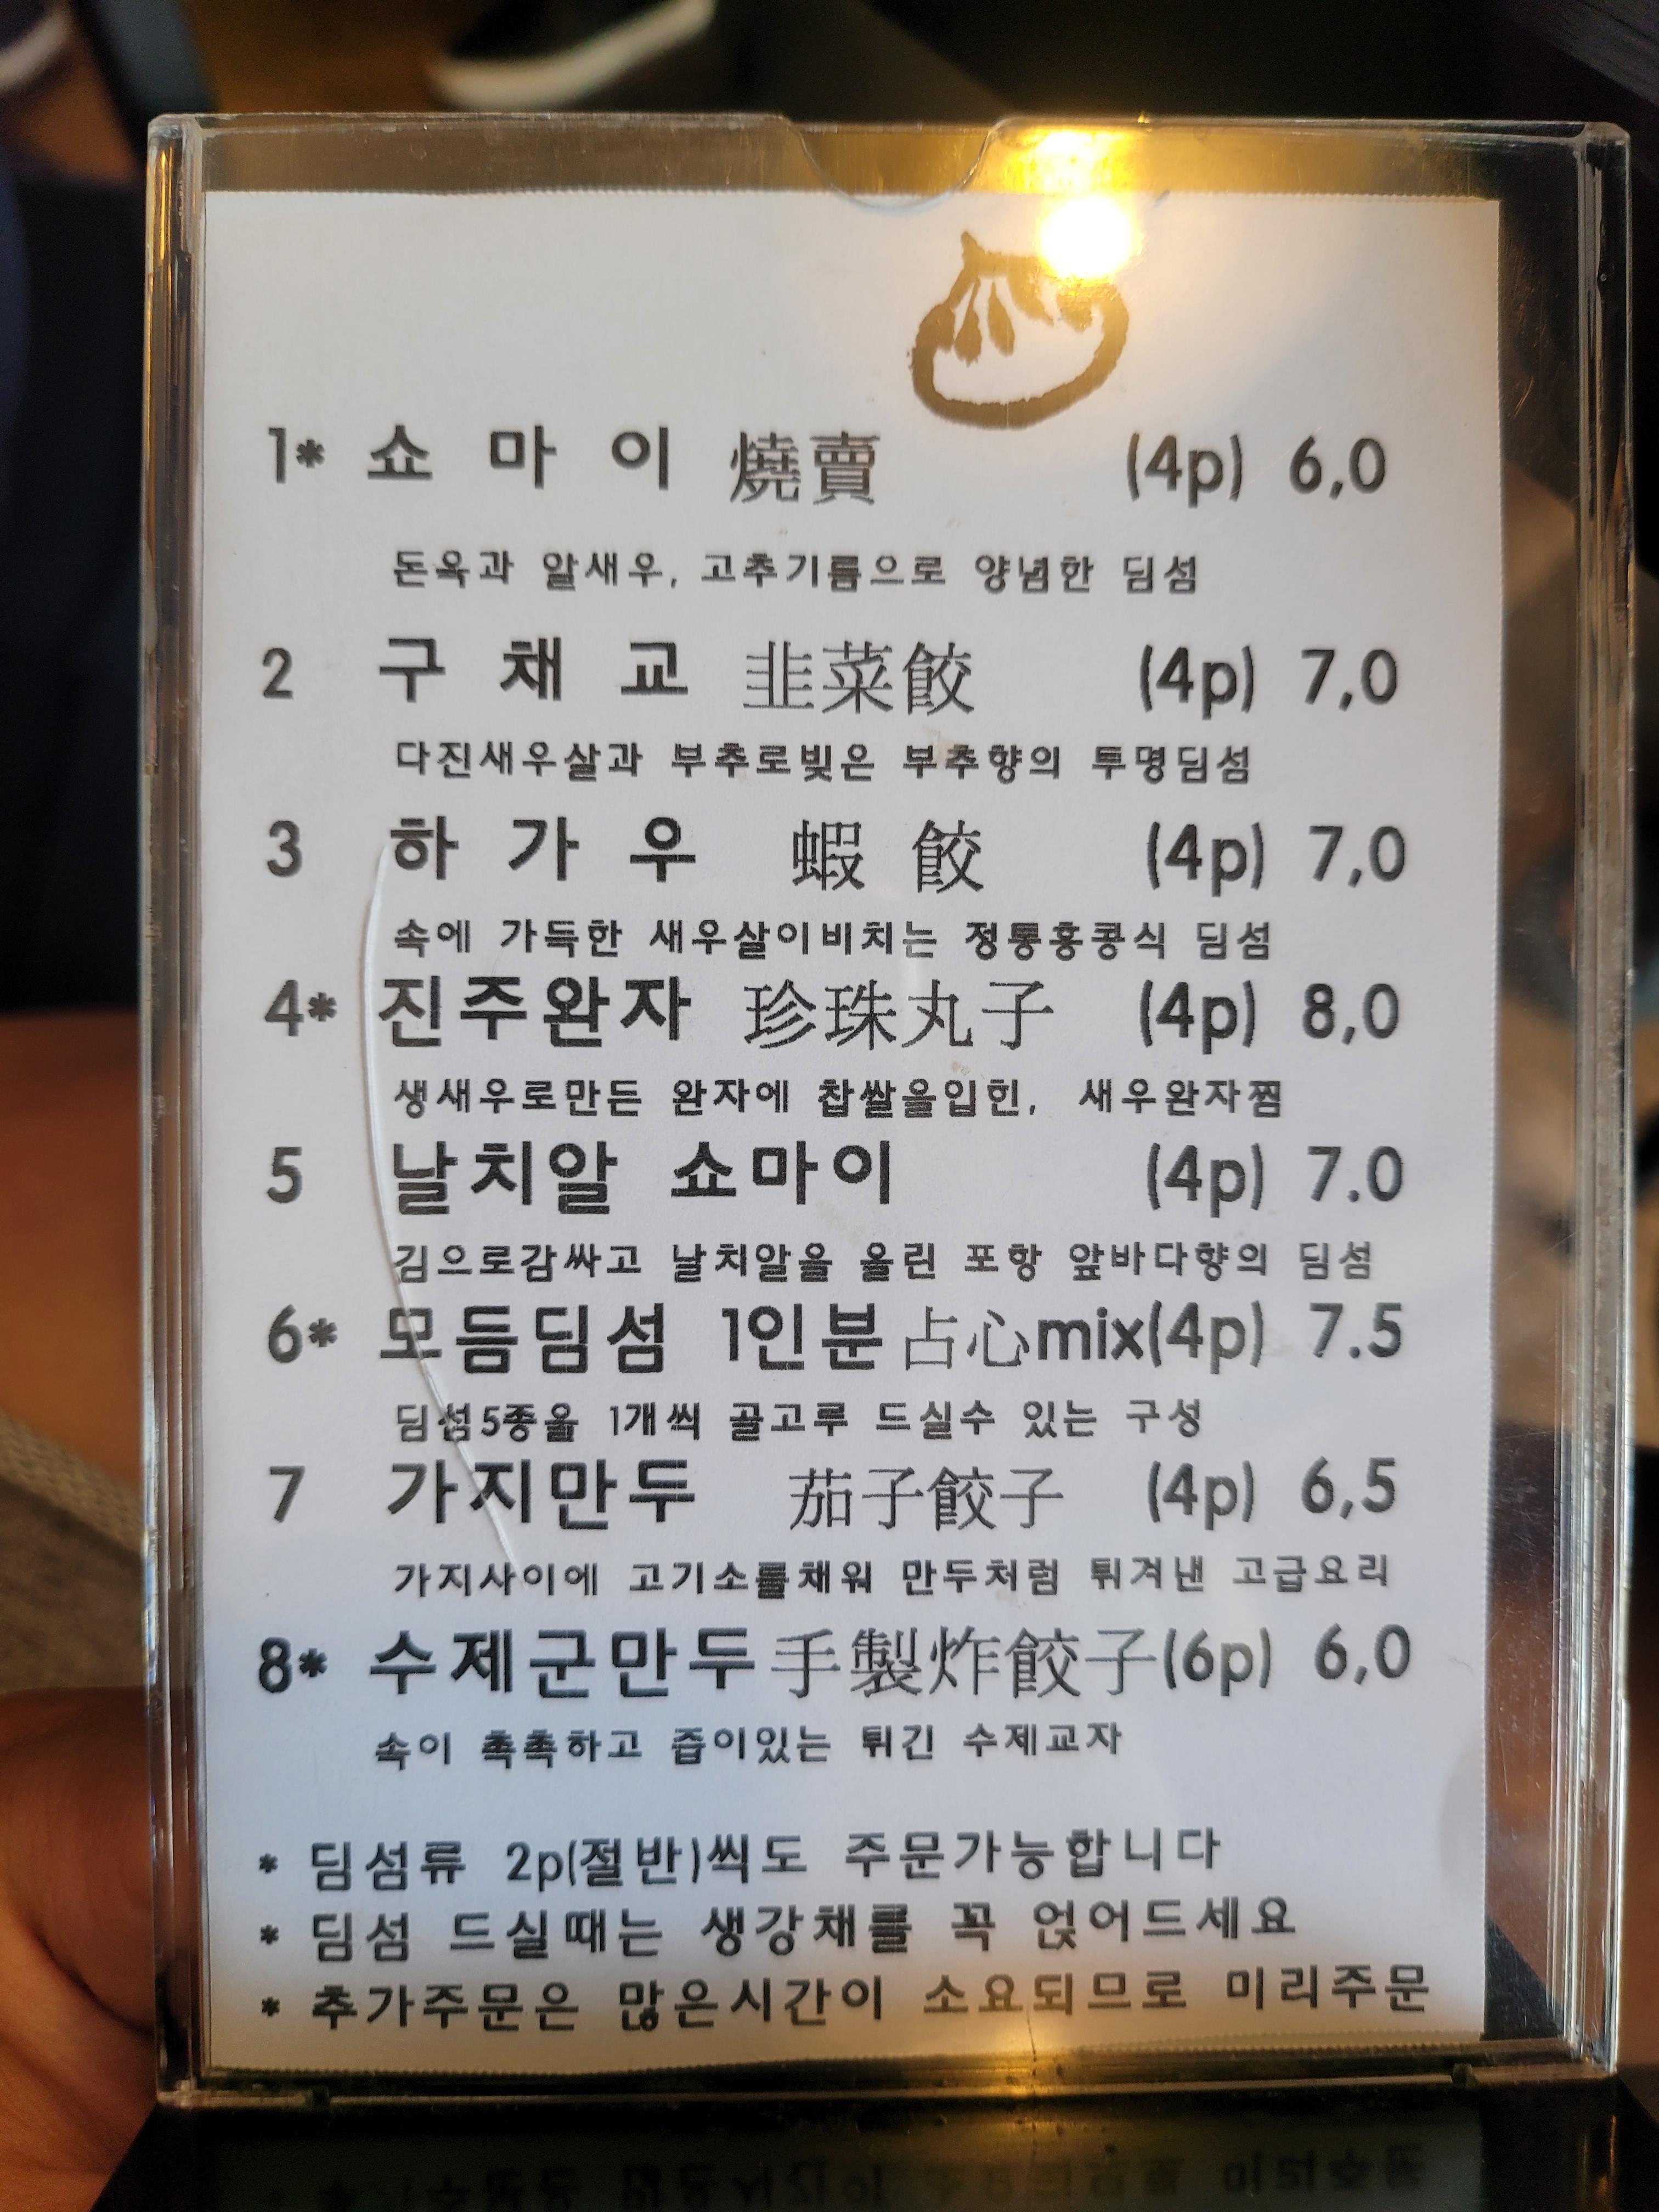 1* 쇼 마 이 燒賣 (4p) 6,0
돈육과 알새우, 고추기름으로 양념한 딤섬
2 구 채 교 韭菜餃 (4p) 7,0
다진새우살과 부추로빚은 부추향의 투명딤섬
3 하 가 우 蝦 餃 (4p) 7,0
속에 가득한 새우살이비치는 정통홍콩식 딤섬
4* 진주완자 珍珠丸子 (4p) 8,0
생새우로만든 완자에 찹쌀을입힌, 새우완자찜
5 날치알 쇼마이 (4p) 7.0
김으로감싸고 날치알을 올린 포항 앞바다향의 딤섬
6* 모듬딤섬 1인분 占心mix(4p) 7.5
딤섬5종을 1개씩 골고루 드실수 있는 구성
7 가지만두 茄子餃子 (4p) 6,5
가지사이에 고기소를채워 만두처럼 튀겨낸 고급요리
8* 수제군만두 手製炸餃子(6p) 6,0
속이 촉촉하고 즙이있는 튀긴 수제교자
* 딤섬류 2p(절반)씩도 주문가능합니다
* 딤섬 드실때는 생강채를 꼭 얹어드세요
* 추가주문은 많은시간이 소요되므로 미리주문